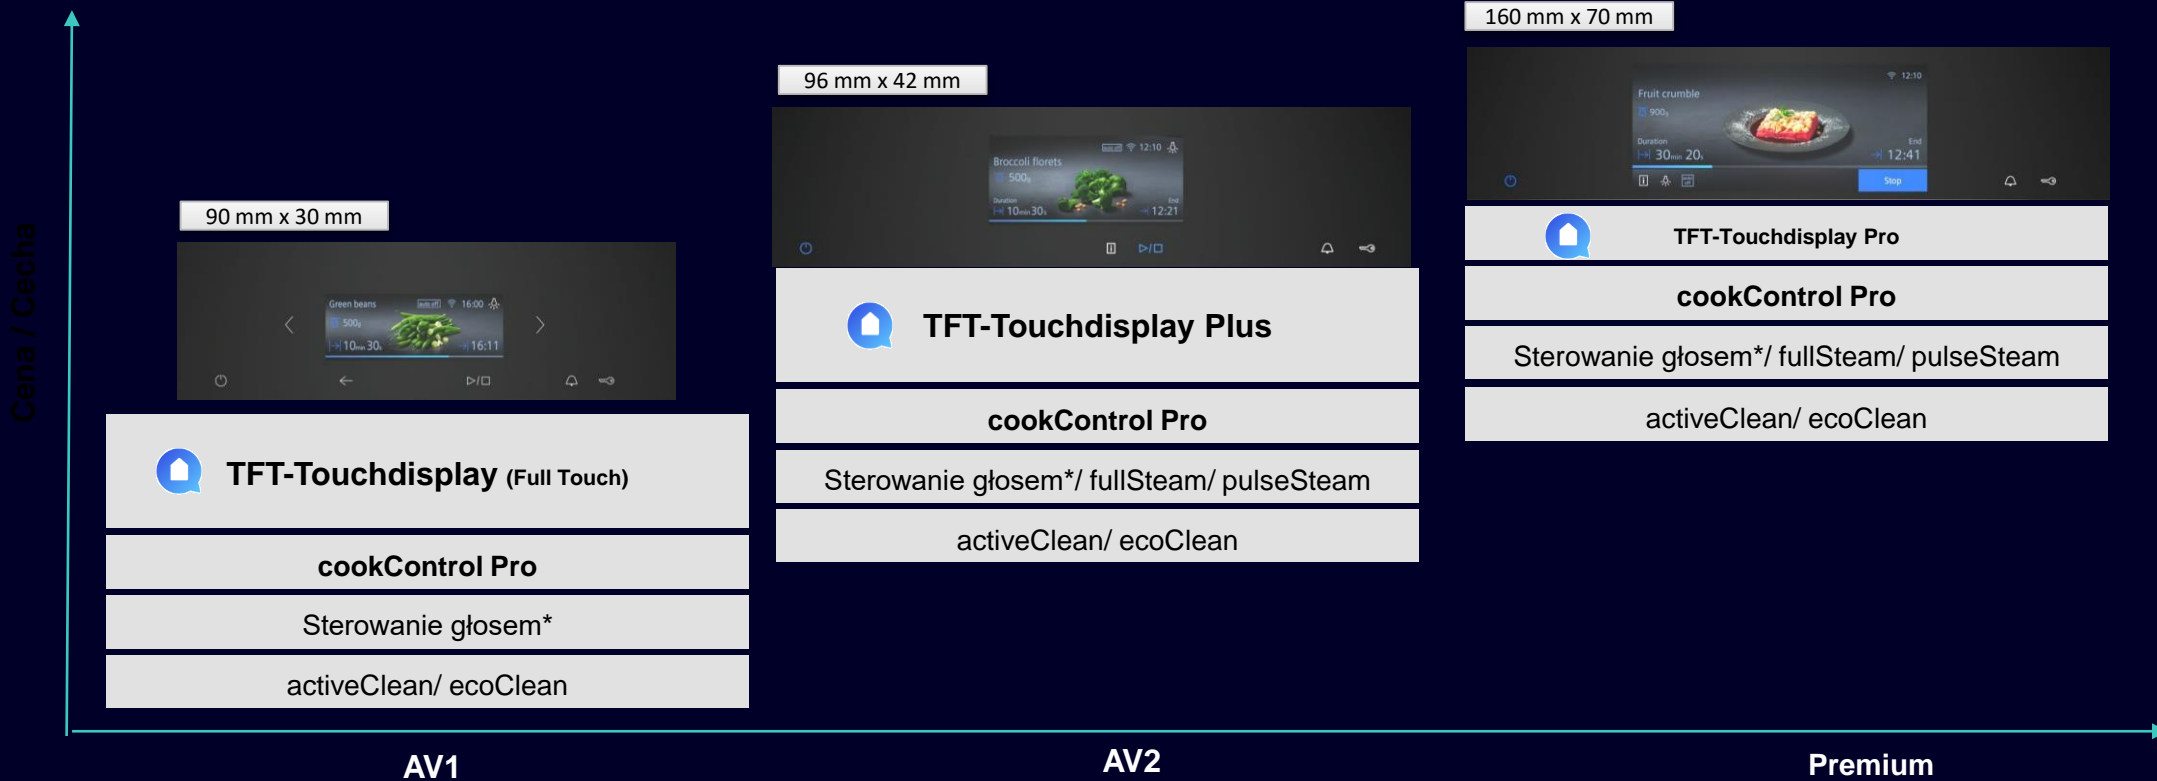 Cena / Cecha
90 mm x 30 mm
Green beans
auto off
16:00
500g
10min 30s
16:11
TFT-Touchdisplay (Full Touch)
cookControl Pro
Sterowanie głosem*
activeClean/ ecoClean
AV1
96 mm x 42 mm
12:10
Broccoli florets
500g
Duration
End
10min 30s
12:21
TFT-Touchdisplay Plus
cookControl Pro
Sterowanie głosem*/ fullSteam/ pulseSteam
activeClean/ ecoClean
AV2
160 mm x 70 mm
12:10
Fruit crumble
900g
Duration
End
30min 20s
12:41
Stop
TFT-Touchdisplay Pro
cookControl Pro
Sterowanie głosem*/ fullSteam/ pulseSteam
activeClean/ ecoClean
Premium